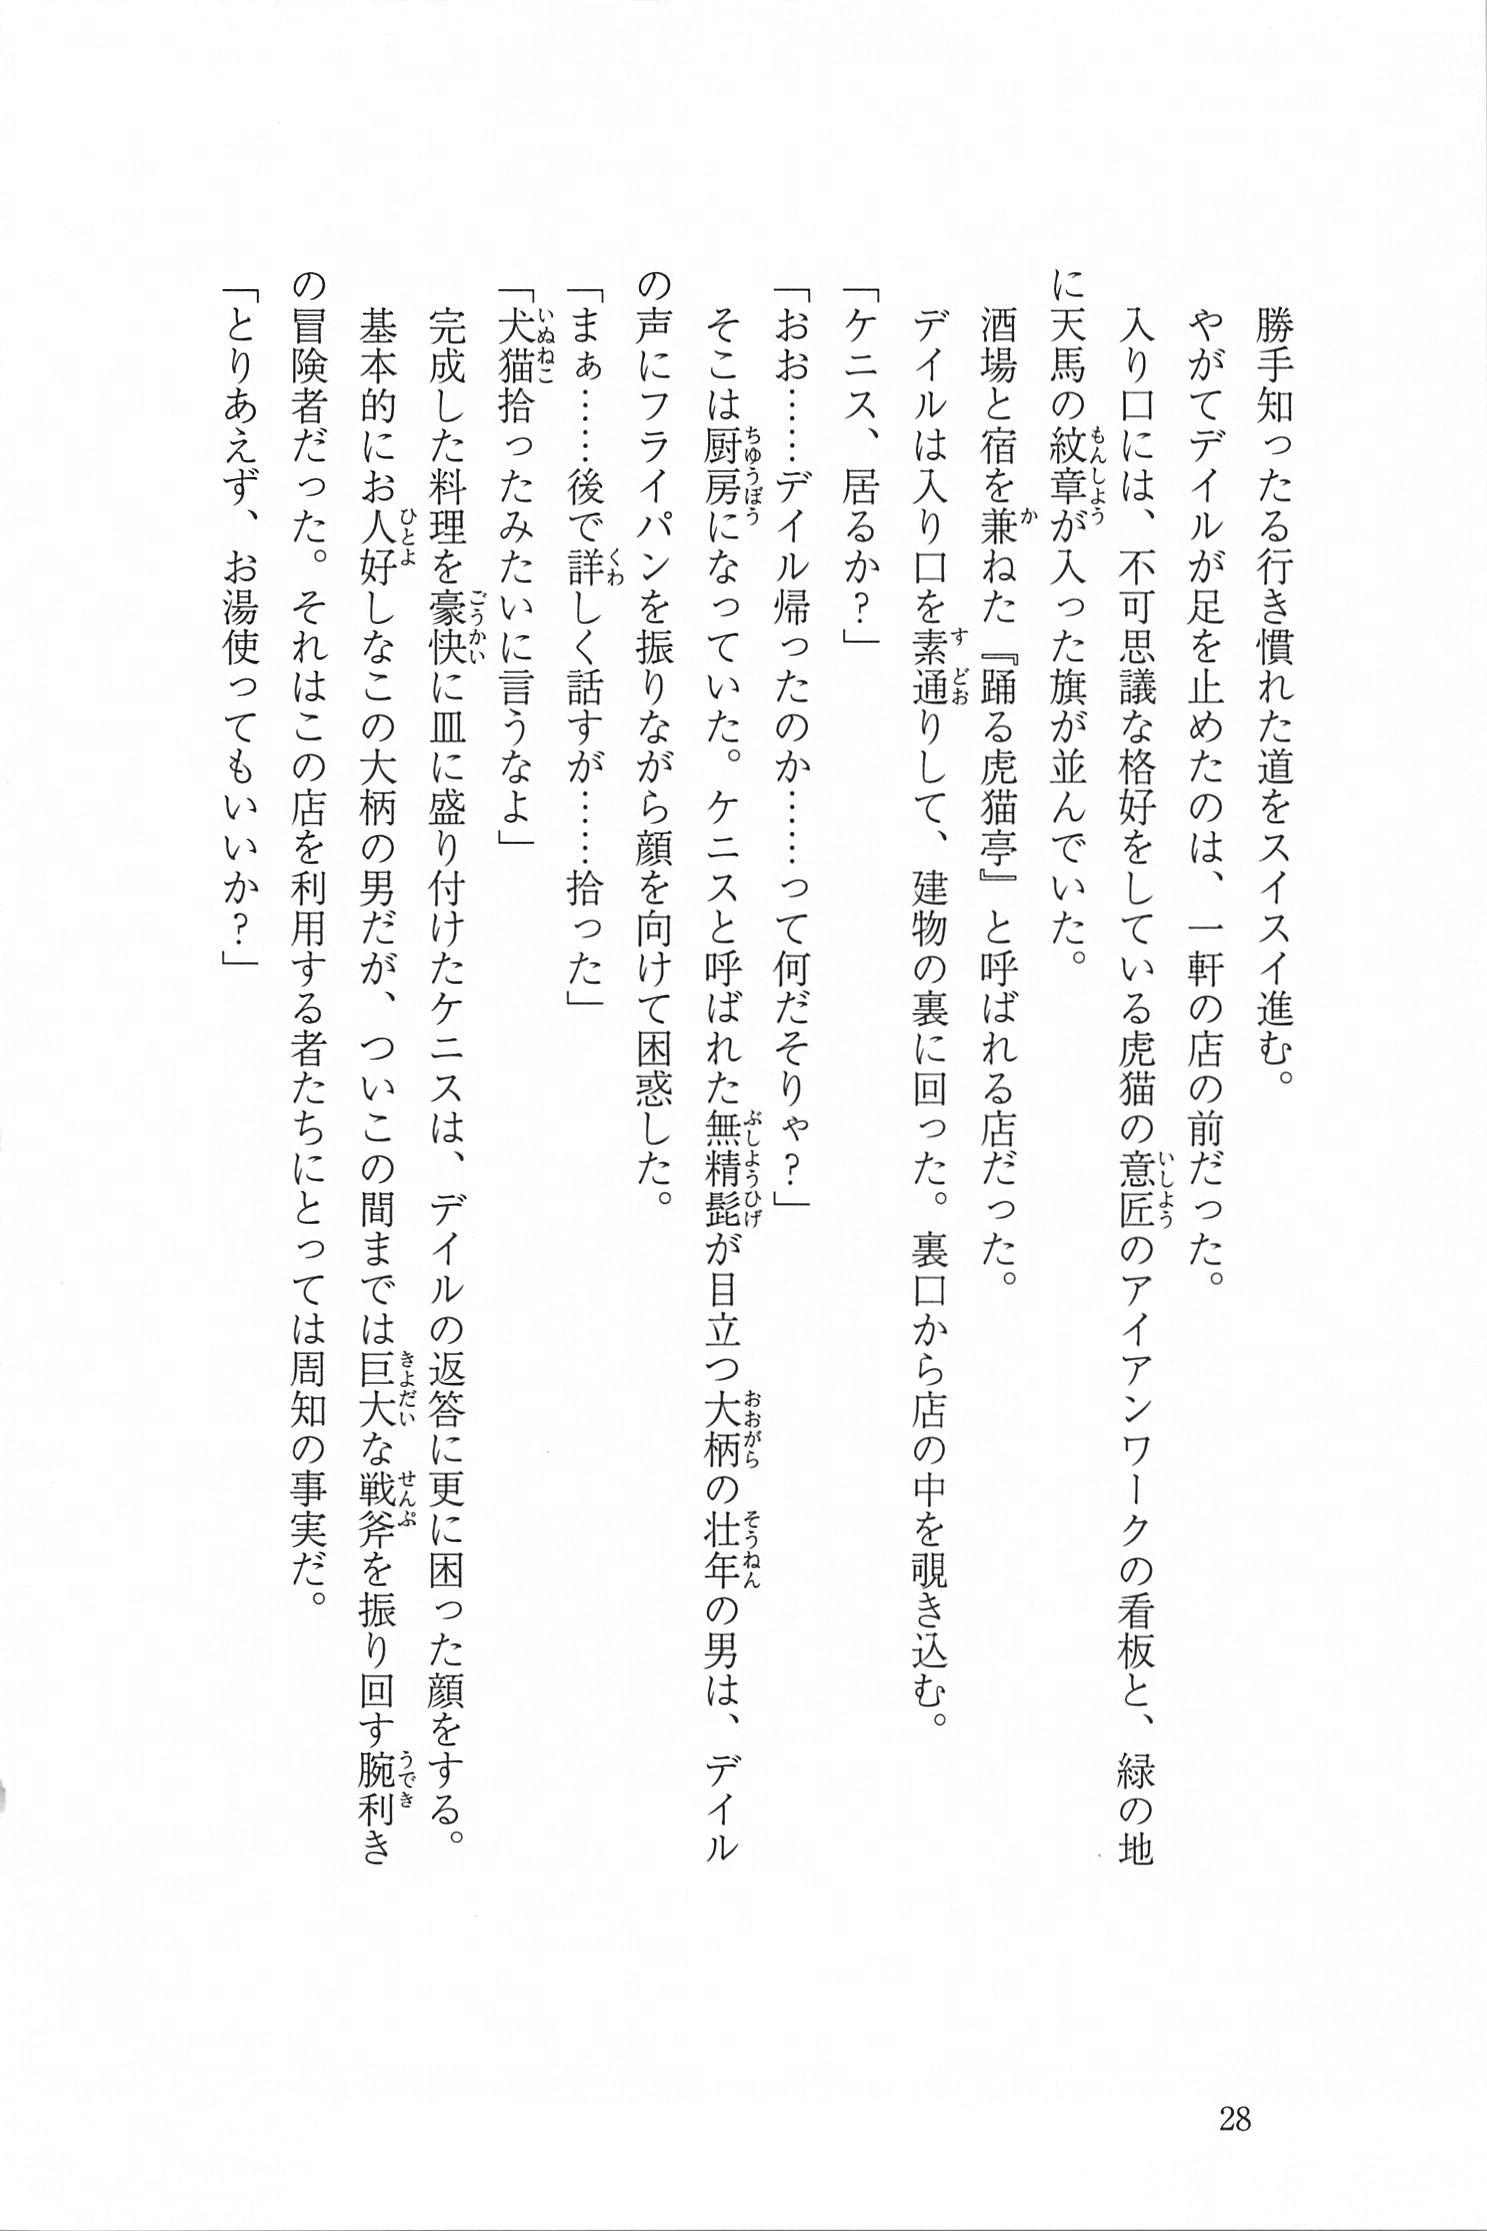 勝手知ったる行き慣れた道をスイスイ進む。
やがてデイルが足を止めたのは、一軒の店の前だった。
入り口には、不可思議な格好をしている虎猫の意匠のアイアンワークの看板と、緑の地
に天馬の紋章が入った旗が並んでいた。
酒場と宿を兼ねた『踊る虎猫亭』と呼ばれる店だった。
デイルは入り口を素通りして、建物の裏に回った。裏口から店の中を覗き込む。
「ケニス、居るか?」
「おお……デイル帰ったのか……って何だそりゃ?」
そこは厨房になっていた。ケニスと呼ばれた無精髭が目立つ大柄の壮年の男は、デイル
の声にフライパンを振りながら顔を向けて困惑した。
「まぁ……後で詳しく話すが……拾った」
「犬猫拾ったみたいに言うなよ」
完成した料理を豪快に皿に盛り付けたケニスは、デイルの返答に更に困った顔をする。
基本的にお人好しなこの大柄の男だが、ついこの間までは巨大な戦斧を振り回す腕利き
の冒険者だった。それはこの店を利用する者たちにとっては周知の事実だ。
「とりあえず、お湯使ってもいいか?」
28